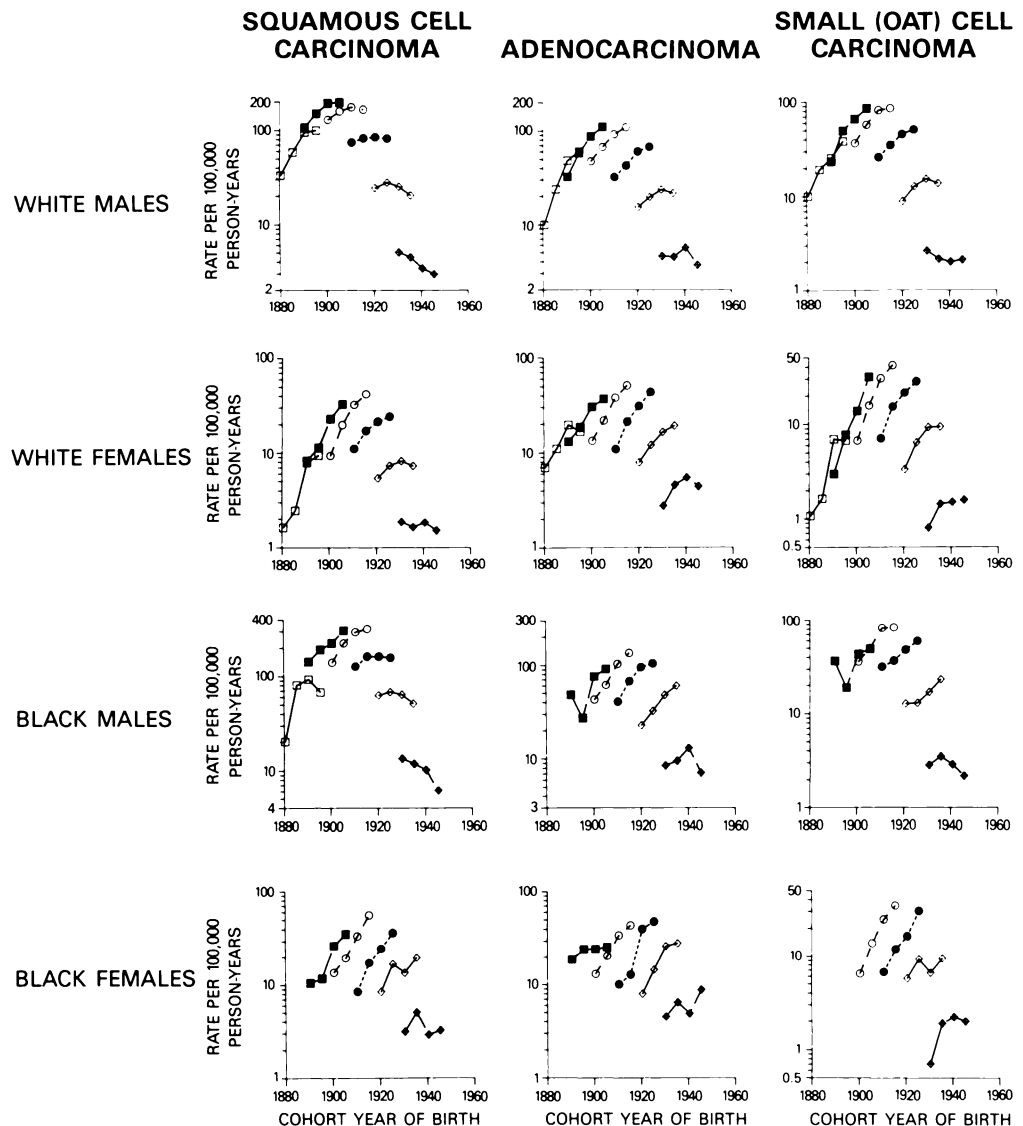 SQUAMOUS CELL
CARCINOMA
ADENOCARCINOMA
SMALL (OAT) CELL
CARCINOMA
WHITE MALES
RATE PER 100,000
PERSON-YEARS
200
100
10
2
1880 1900 1920 1940 1960
200
100
10
2
1880 1900 1920 1940 1960
100
10
1
1880 1900 1920 1940 1960
WHITE FEMALES
RATE PER 100,000
PERSON-YEARS
100
10
1
1880 1900 1920 1940 1960
100
10
1
1880 1900 1920 1940 1960
50
10
1
0.5
1880 1900 1920 1940 1960
BLACK MALES
RATE PER 100,000
PERSON-YEARS
400
100
10
4
1880 1900 1920 1940 1960
300
100
10
3
1880 1900 1920 1940 1960
100
10
1
1880 1900 1920 1940 1960
BLACK FEMALES
RATE PER 100,000
PERSON-YEARS
100
10
1
1880 1900 1920 1940 1960
COHORT YEAR OF BIRTH
100
10
1
1880 1900 1920 1940 1960
COHORT YEAR OF BIRTH
50
10
1
0.5
1880 1900 1920 1940 1960
COHORT YEAR OF BIRTH